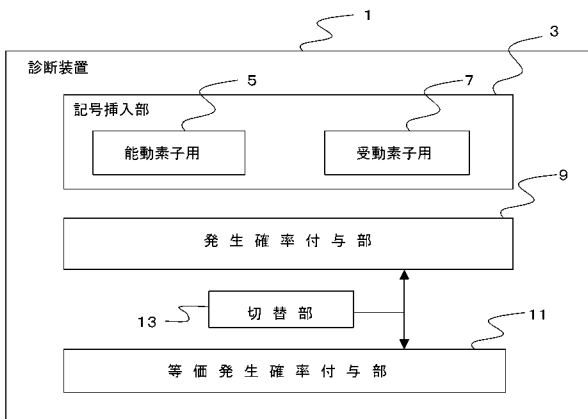 1
3
診断装置
5
7
記号挿入部
能動素子用
受動素子用
9
発生確率付与部
切替部
13
11
等価発生確率付与部